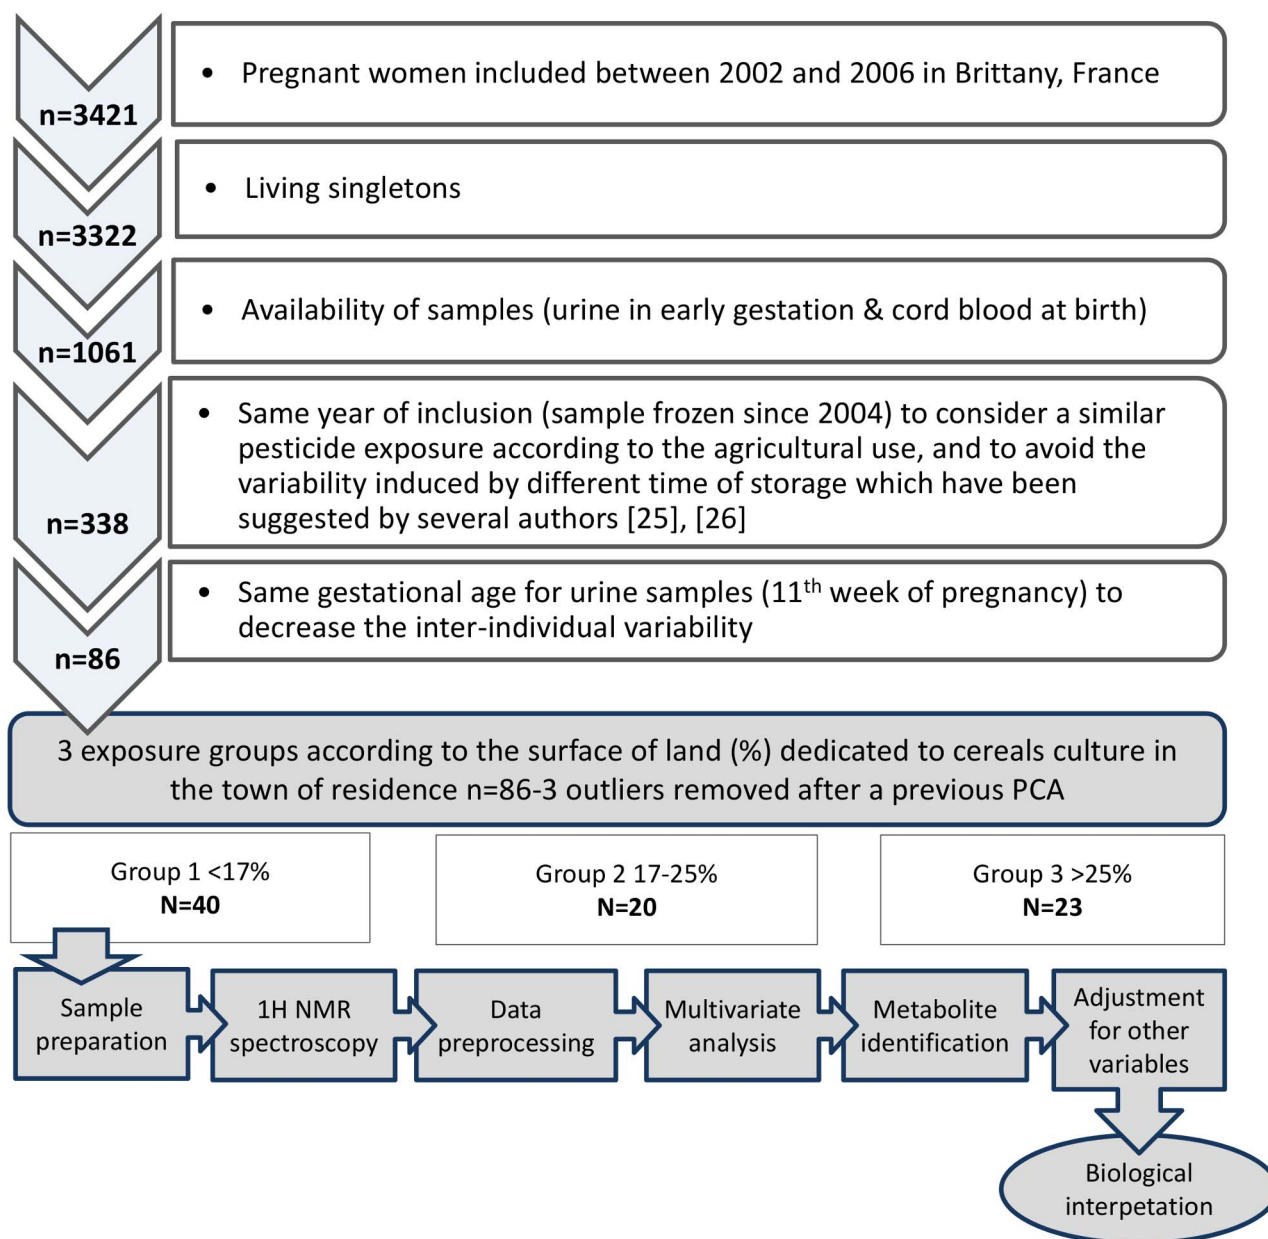 n=3421
• Pregnant women included between 2002 and 2006 in Brittany, France
n=3322
• Living singletons
n=1061
• Availability of samples (urine in early gestation & cord blood at birth)
n=338
• Same year of inclusion (sample frozen since 2004) to consider a similar
pesticide exposure according to the agricultural use, and to avoid the
variability induced by different time of storage which have been
suggested by several authors [25], [26]
n=86
• Same gestational age for urine samples (11th week of pregnancy) to
decrease the inter-individual variability
3 exposure groups according to the surface of land (%) dedicated to cereals culture in
the town of residence n=86-3 outliers removed after a previous PCA
Group 1 <17%
N=40
Group 2 17-25%
N=20
Group 3 >25%
N=23
Sample
preparation
1H NMR
spectroscopy
Data
preprocessing
Multivariate
analysis
Metabolite
identification
Adjustment
for other
variables
Biological
interpetation